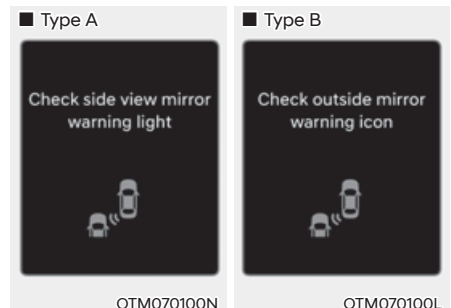 ■ Type A
Check side view mirror
warning light
OTM070100N
■ Type B
Check outside mirror
warning icon
OTM070100L